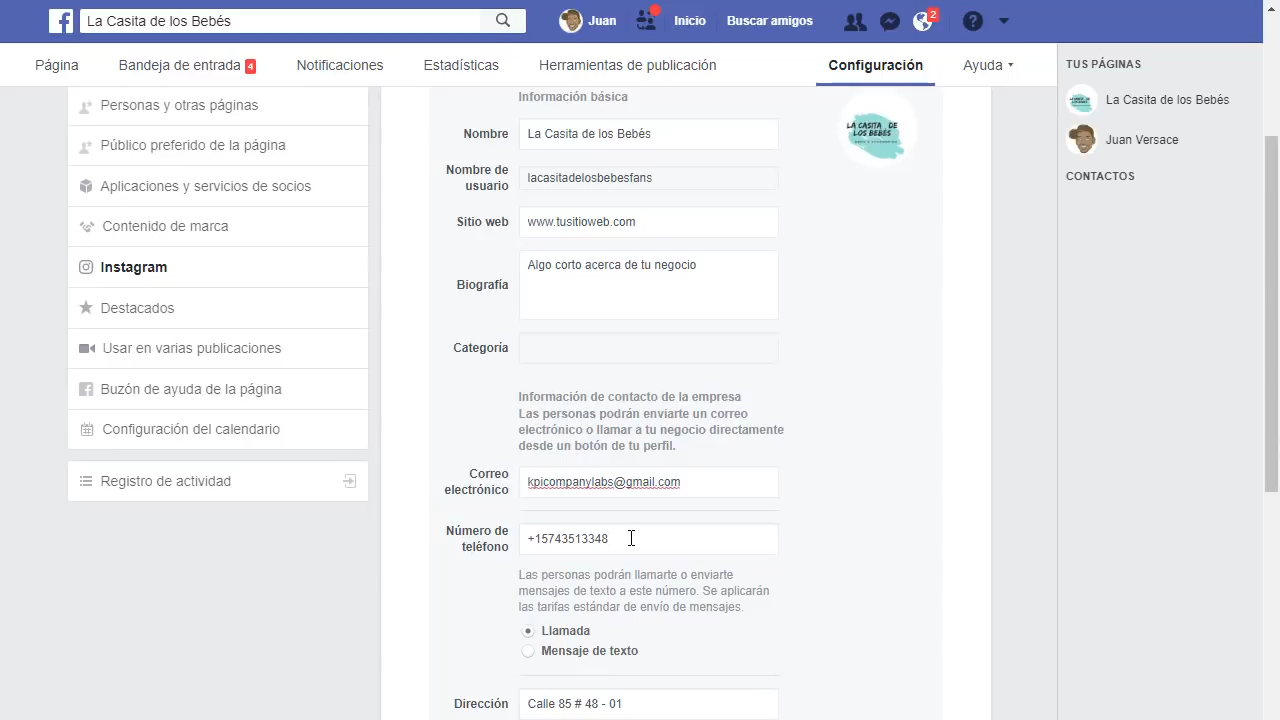 La Casita de los Bebés
Juan
Inicio
Buscar amigos
2
Página
Bandeja de entrada 4
Notificaciones
Estadísticas
Herramientas de publicación
Configuración
Ayuda
Personas y otras páginas
Público preferido de la página
Aplicaciones y servicios de socios
Contenido de marca
Instagram
Destacados
Usar en varias publicaciones
Buzón de ayuda de la página
Configuración del calendario
Registro de actividad
Información básica
Nombre
La Casita de los Bebés
Nombre de
usuario
lacasitadelosbebesfans
Sitio web
www.tusitioweb.com
Biografía
Algo corto acerca de tu negocio
Categoría
Información de contacto de la empresa
Las personas podrán enviarte un correo
electrónico o llamar a tu negocio directamente
desde un botón de tu perfil.
Correo
electrónico
kpicompanylabs@gmail.com
Número de
teléfono
+15743513348
Las personas podrán llamarte o enviarte
mensajes de texto a este número. Se aplicarán
las tarifas estándar de envío de mensajes.
Llamada
Mensaje de texto
Dirección
Calle 85 # 48 - 01
LA CASITA DE
LOS BEBÉS
TUS PÁGINAS
La Casita de los Bebés
Juan Versace
CONTACTOS